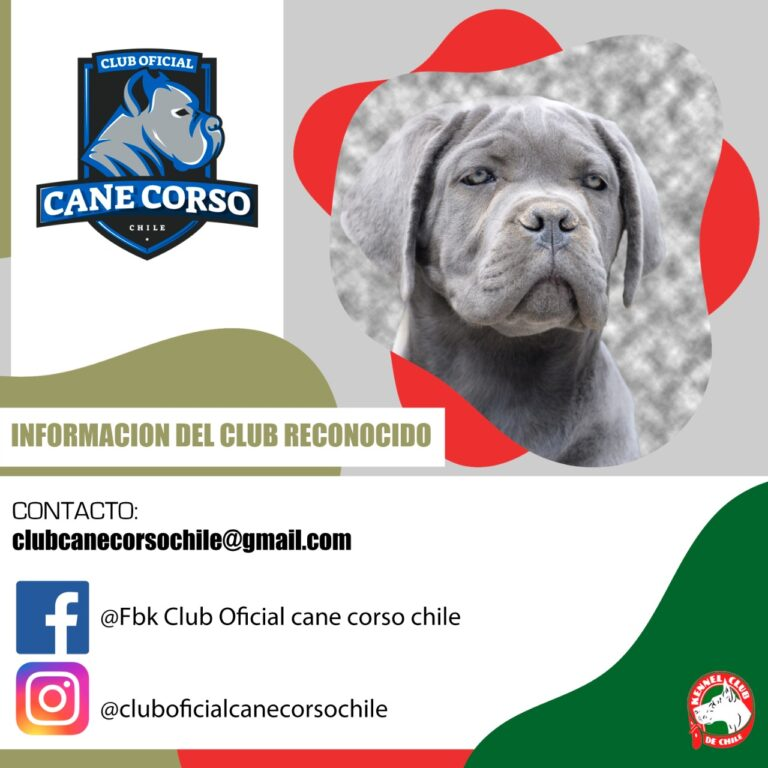 CLUB OFICIAL
CANE CORSO
CHILE
INFORMACION DEL CLUB RECONOCIDO
CONTACTO:
clubcanecorsochile@gmail.com
@Fbk Club Oficial cane corso chile
@cluboficialcanecorsochile
KENNEL CLUB
DE CHILE